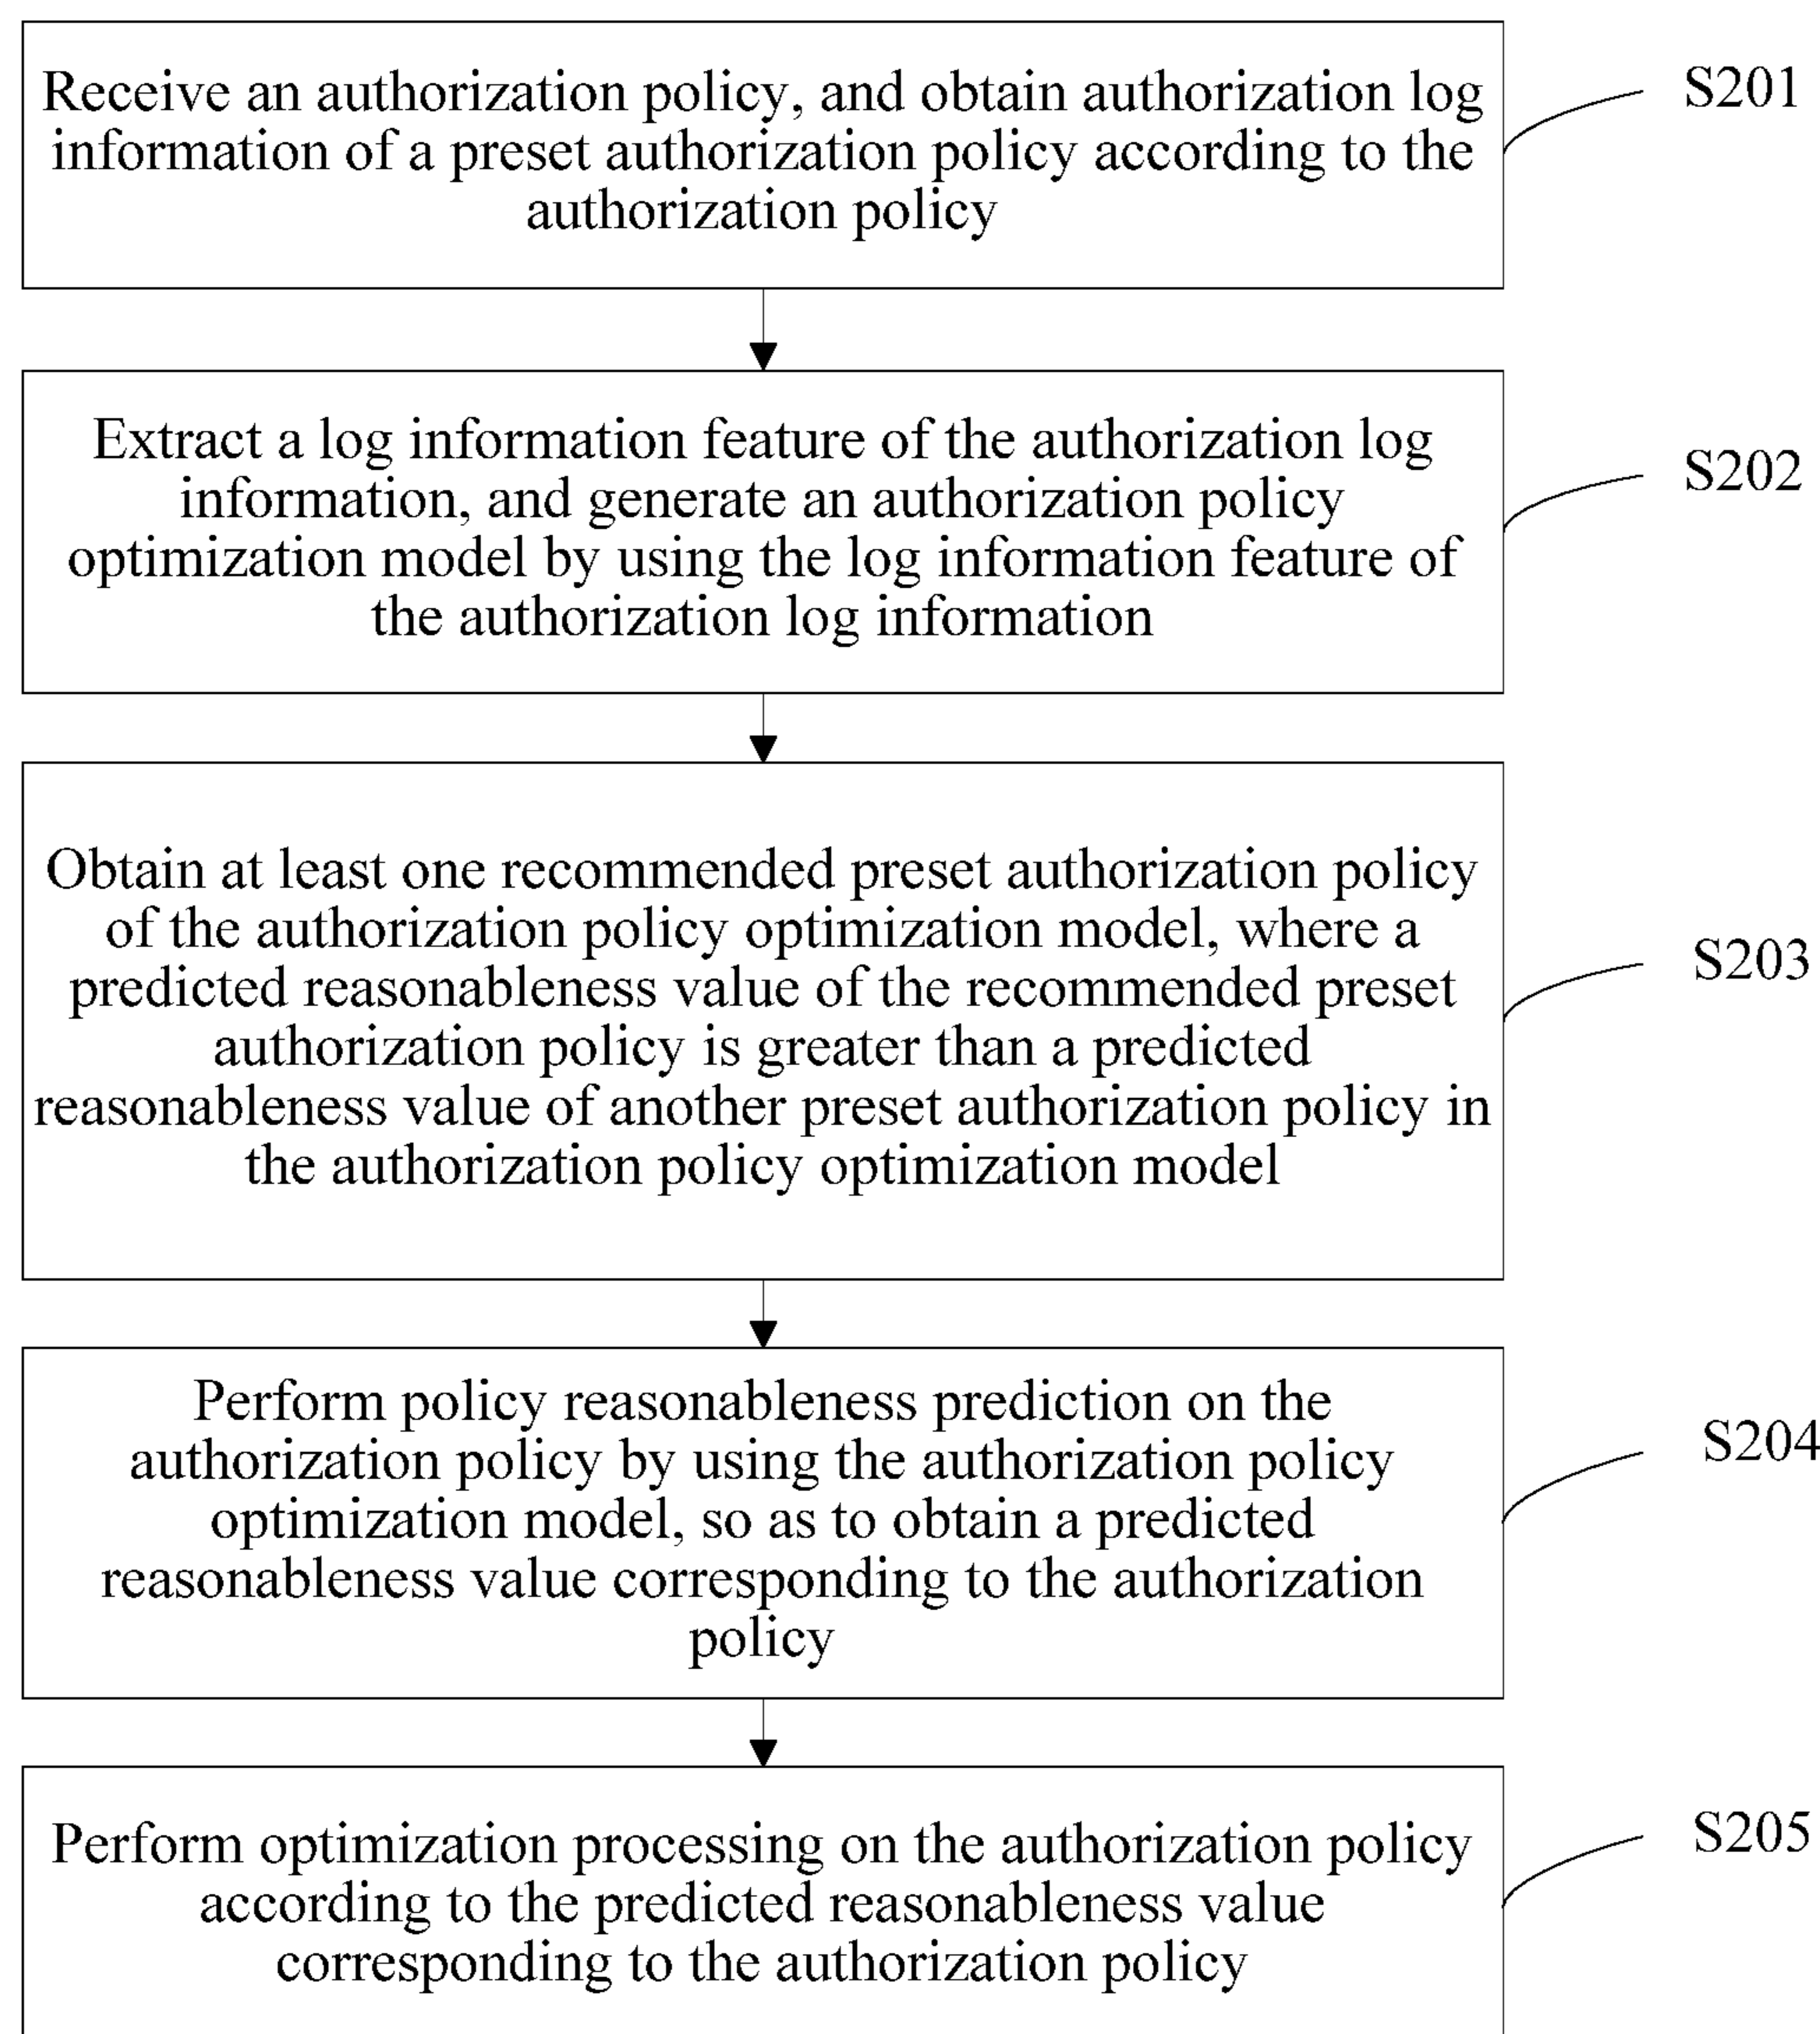 Receive an authorization policy, and obtain authorization log
information of a preset authorization policy according to the
authorization policy
S201
Extract a log information feature of the authorization log
information, and generate an authorization policy
optimization model by using the log information feature of
the authorization log information
S202
Obtain at least one recommended preset authorization policy
of the authorization policy optimization model, where a
predicted reasonableness value of the recommended preset
authorization policy is greater than a predicted
reasonableness value of another preset authorization policy in
the authorization policy optimization model
S203
Perform policy reasonableness prediction on the
authorization policy by using the authorization policy
optimization model, so as to obtain a predicted
reasonableness value corresponding to the authorization
policy
S204
Perform optimization processing on the authorization policy
according to the predicted reasonableness value
corresponding to the authorization policy
S205